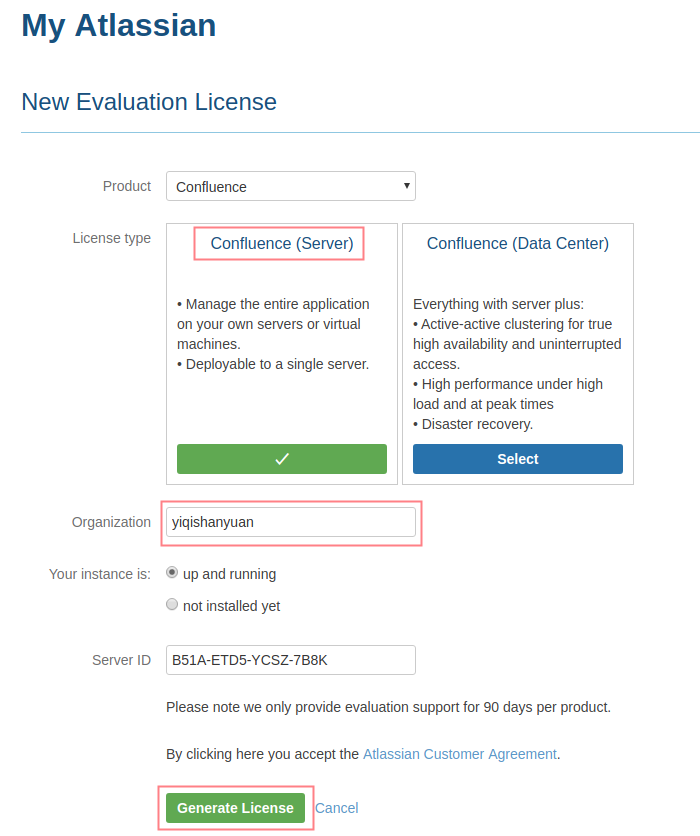 My Atlassian
New Evaluation License
Product
Confluence
License type
Confluence (Server)
• Manage the entire application
on your own servers or virtual
machines.
• Deployable to a single server.
Confluence (Data Center)
Everything with server plus:
• Active-active clustering for true
high availability and uninterrupted
access.
• High performance under high
load and at peak times
• Disaster recovery.
Select
Organization
yiqishanyuan
Your instance is:
up and running
not installed yet
Server ID
B51A-ETD5-YCSZ-7B8K
Please note we only provide evaluation support for 90 days per product.
By clicking here you accept the Atlassian Customer Agreement.
Generate License
Cancel